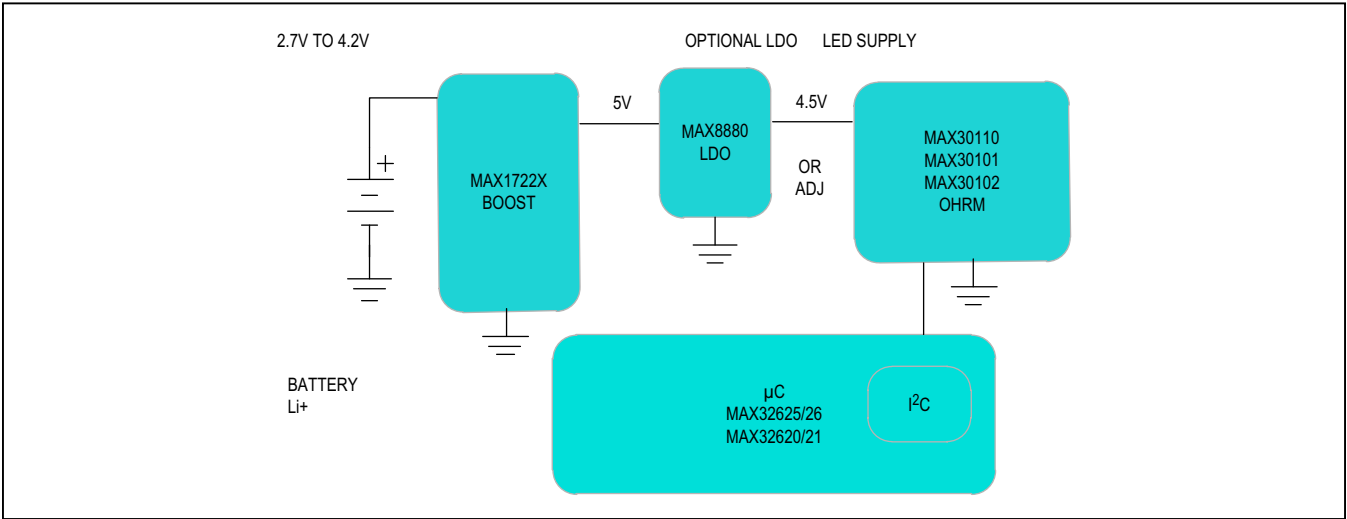 2.7V TO 4.2V
OPTIONAL LDO
LED SUPPLY
5V
4.5V
MAX8880
LDO
OR
ADJ
MAX30110
MAX30101
MAX30102
OHRM
+
MAX1722X
BOOST
BATTERY
Li+
µC
MAX32625/26
MAX32620/21
I²C